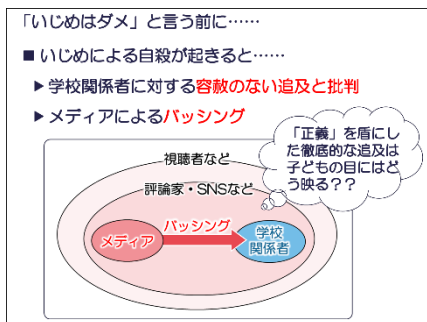 「いじめはダメ」と言う前に……
■ いじめによる自殺が起きると……
▶ 学校関係者に対する容赦のない追及と批判
▶ メディアによるバッシング
「正義」を盾にし
た徹底的な追及は
子どもの目にはど
う映る??
視聴者など
評論家・SNSなど
バッシング
メディア
学校
関係者